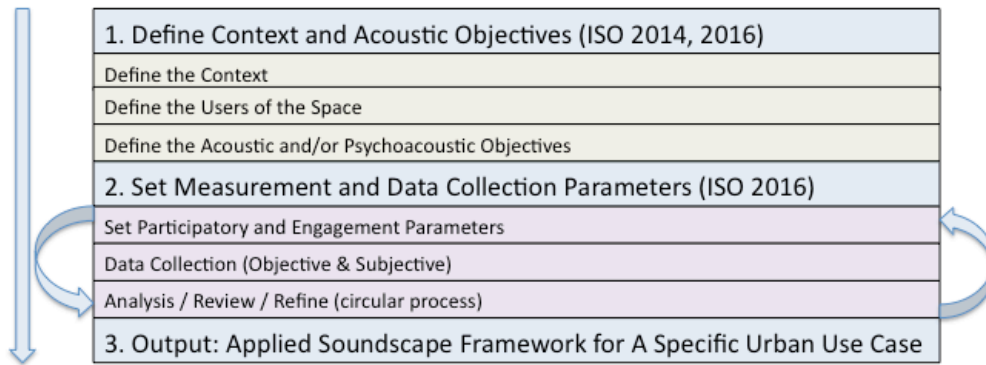 1. Define Context and Acoustic Objectives (ISO 2014, 2016)
Define the Context
Define the Users of the Space
Define the Acoustic and/or Psychoacoustic Objectives
2. Set Measurement and Data Collection Parameters (ISO 2016)
Set Participatory and Engagement Parameters
Data Collection (Objective & Subjective)
Analysis / Review / Refine (circular process)
3. Output: Applied Soundscape Framework for A Specific Urban Use Case